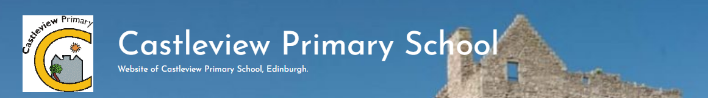 Castleview Primary
Castleview Primary School
Website of Castleview Primary School, Edinburgh.